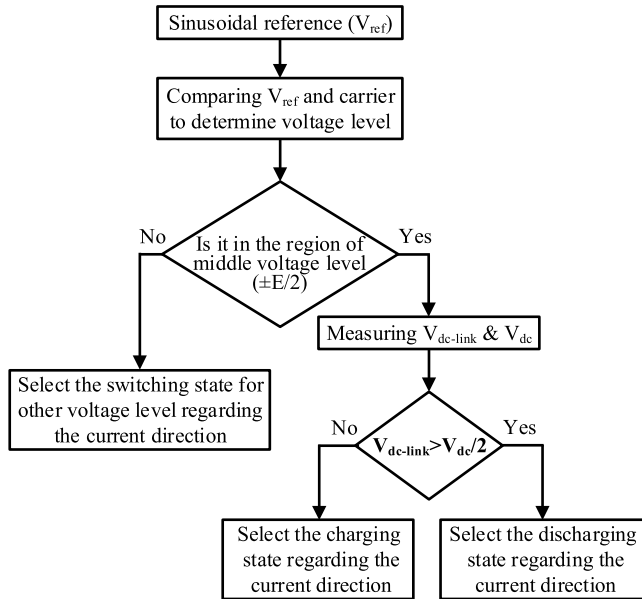 Sinusoidal reference (Vref)
Comparing Vref and carrier
to determine voltage level
No
Yes
Is it in the region of
middle voltage level
(±E/2)
Measuring Vdc-link & Vdc
Select the switching state for
other voltage level regarding
the current direction
No
Yes
Vdc-link>Vdc/2
Select the charging
state regarding the
current direction
Select the discharging
state regarding the
current direction